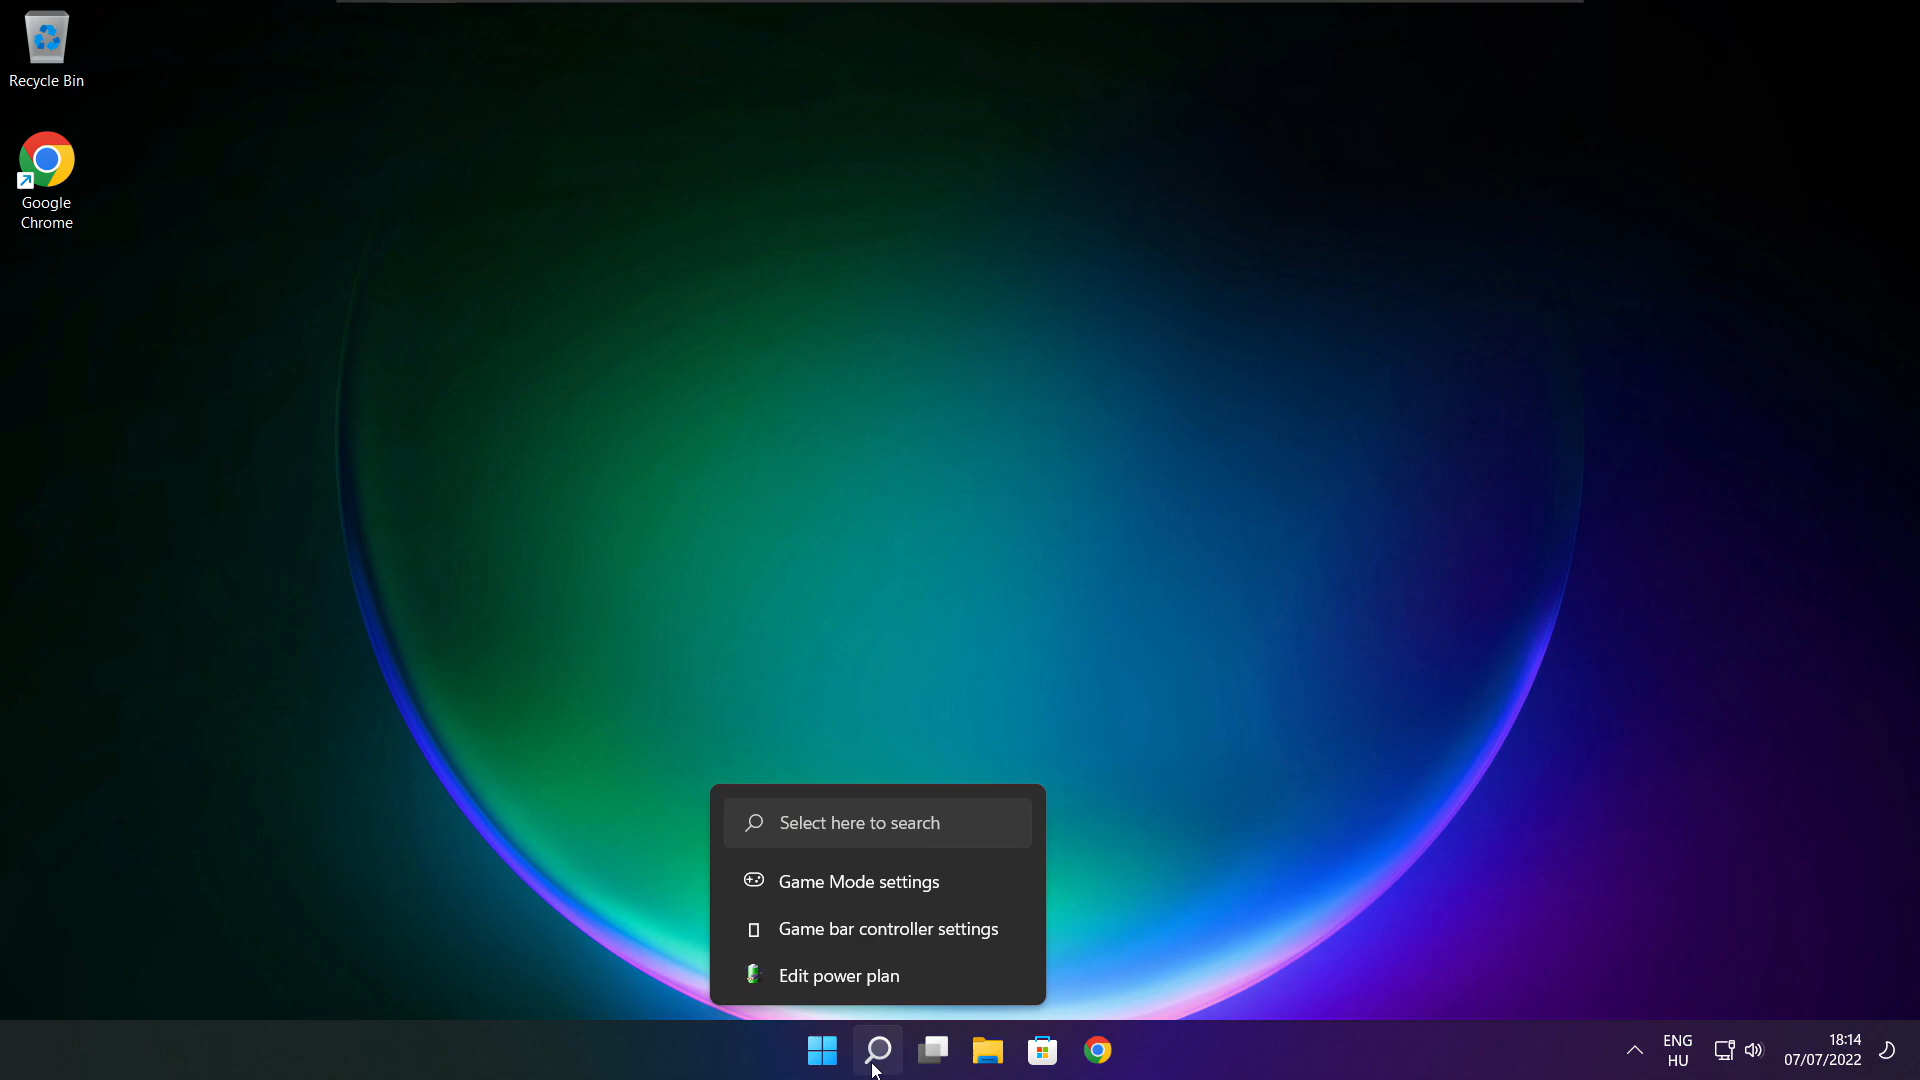 Recycle Bin
Google
Chrome
Select here to search
Game Mode settings
Game bar controller settings
Edit power plan
ENG
HU
18:14
07/07/2022